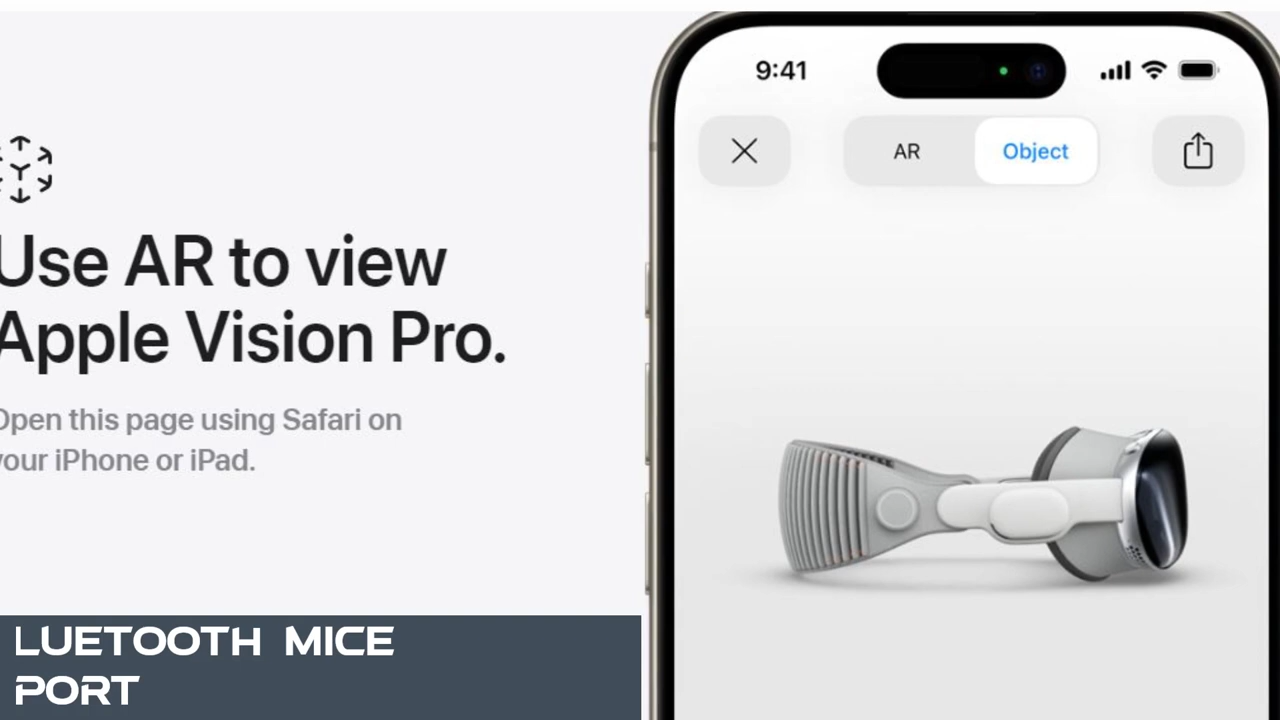 Use AR to view
Apple Vision Pro.
Open this page using Safari on
your iPhone or iPad.
LUETOOTH MICE
PORT
9:41
AR
Object